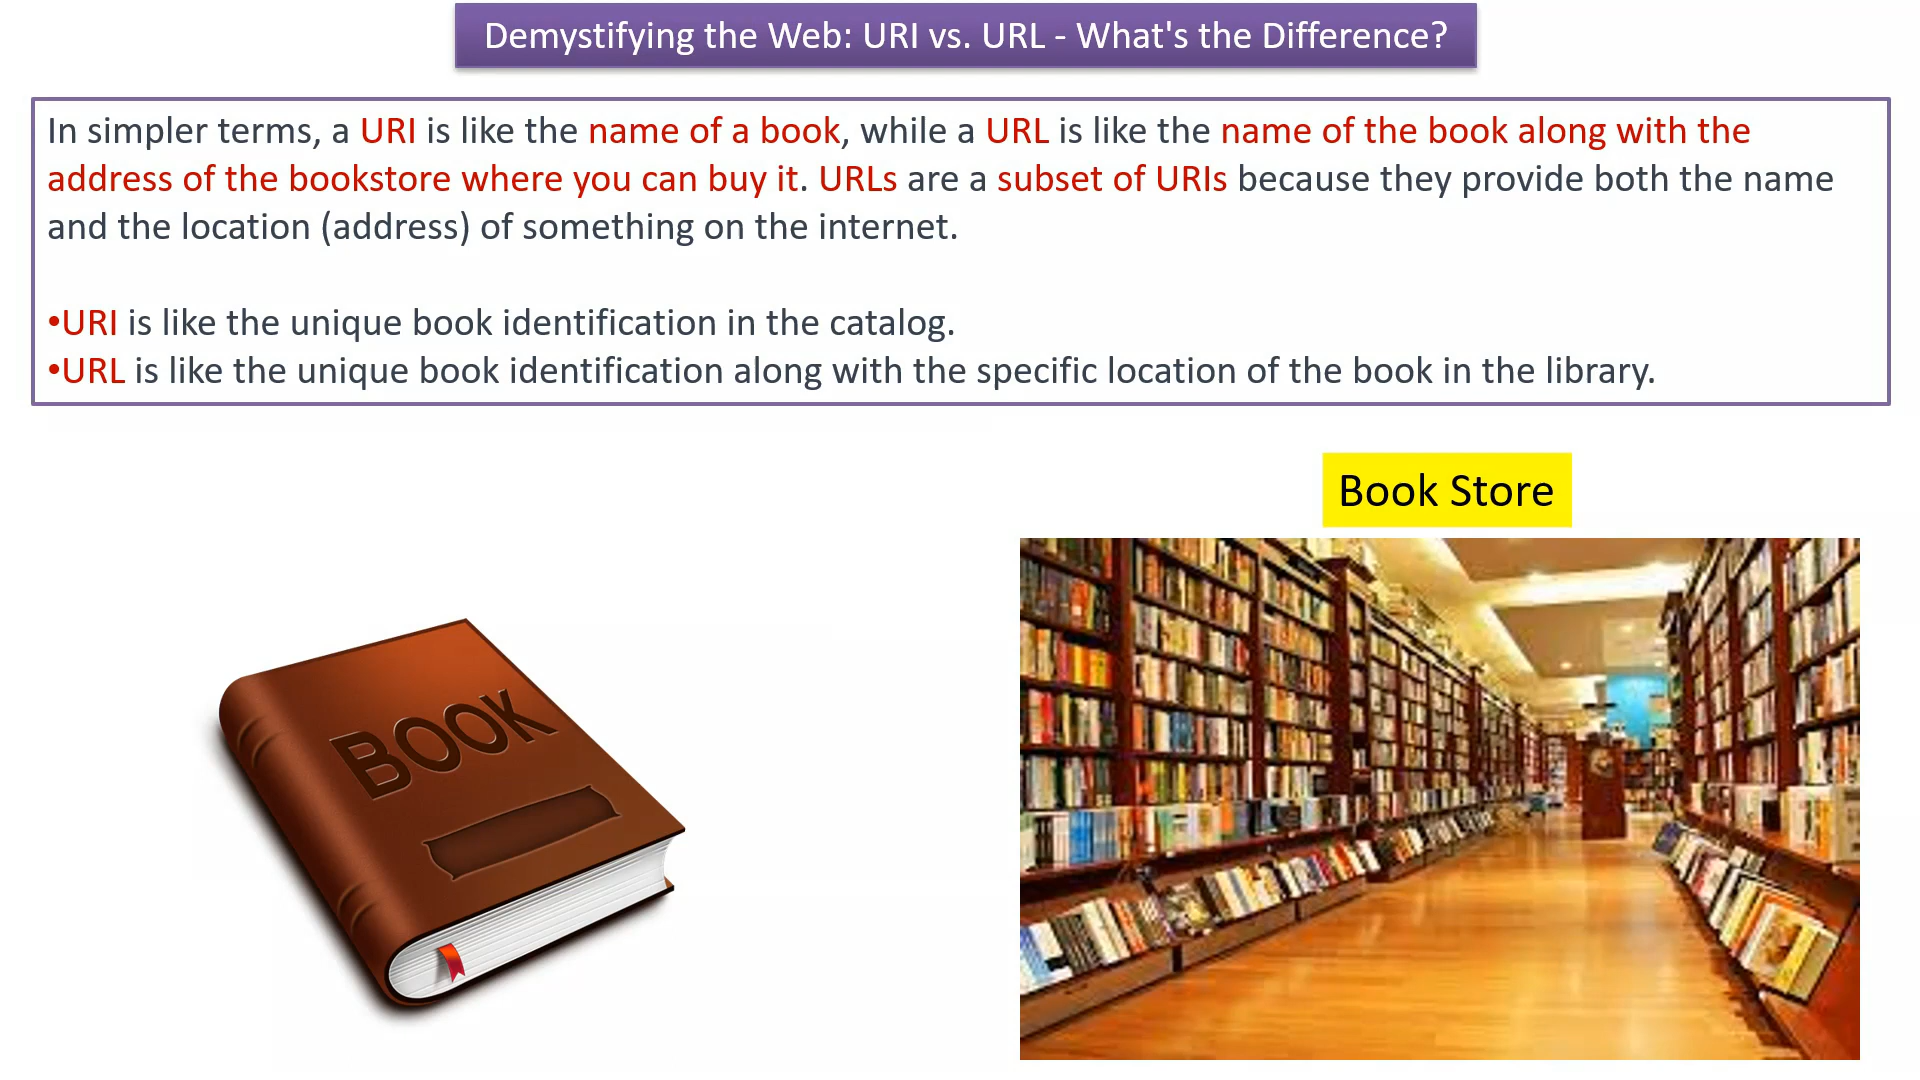 Demystifying the Web: URI vs. URL - What's the Difference?
In simpler terms, a URI is like the name of a book, while a URL is like the name of the book along with the
address of the bookstore where you can buy it. URLs are a subset of URIs because they provide both the name
and the location (address) of something on the internet.
•URI is like the unique book identification in the catalog.
•URL is like the unique book identification along with the specific location of the book in the library.
Book Store
BOOK